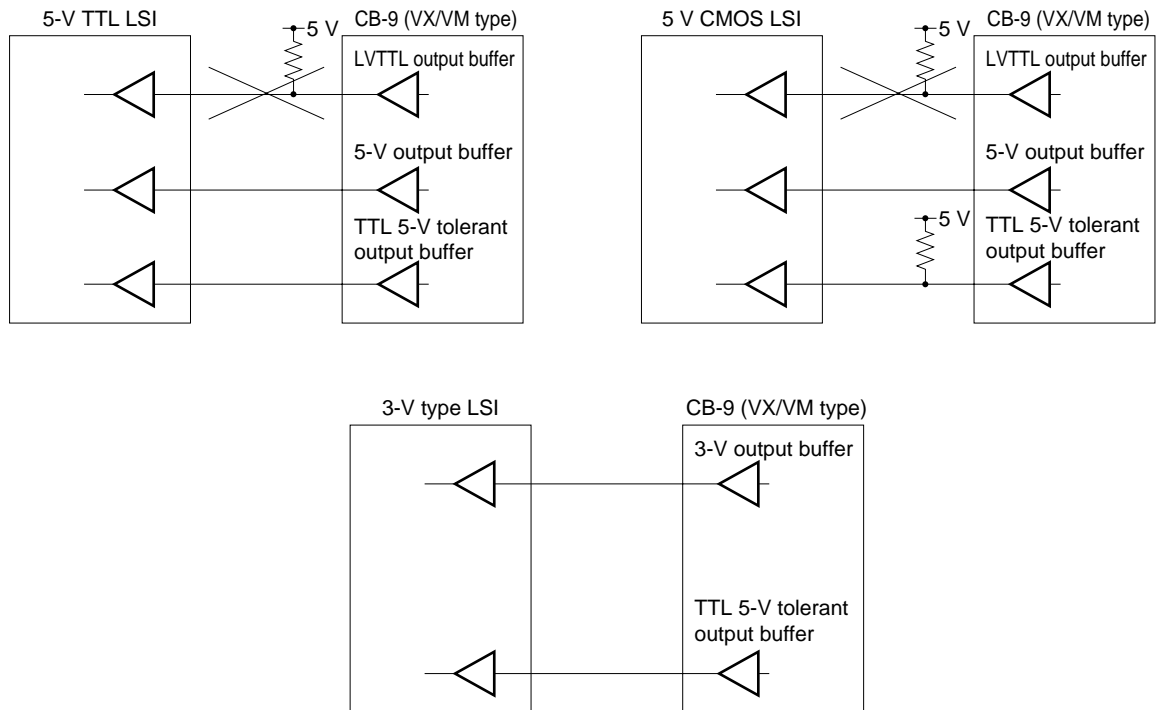 5-V TTL LSI
CB-9 (VX/VM type)
5 V
LVTTL output buffer
5-V output buffer
TTL 5-V tolerant
output buffer
5 V CMOS LSI
CB-9 (VX/VM type)
5 V
LVTTL output buffer
5-V output buffer
5 V
TTL 5-V tolerant
output buffer
3-V type LSI
CB-9 (VX/VM type)
3-V output buffer
TTL 5-V tolerant
output buffer